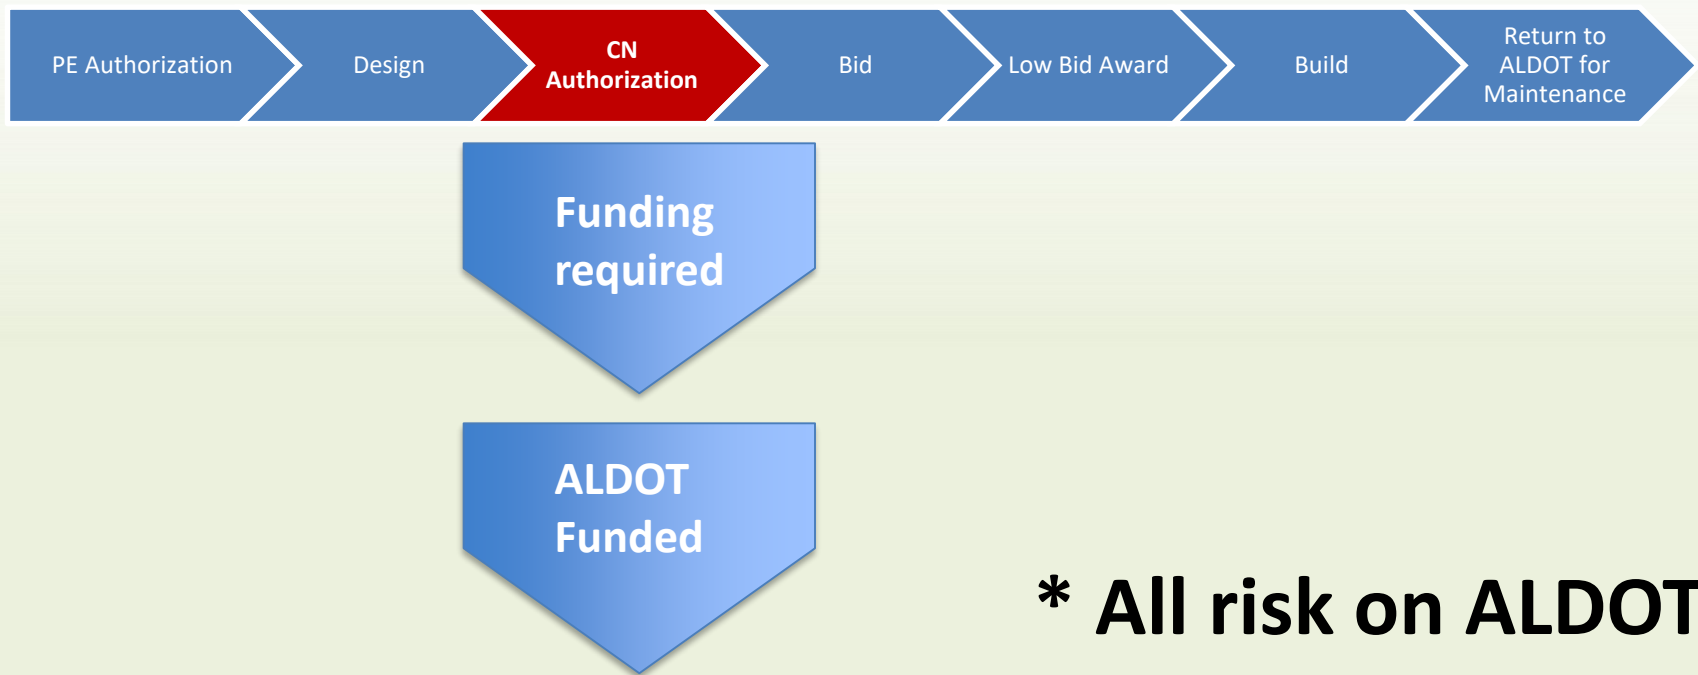 PE Authorization
Design
CN
Authorization
Bid
Low Bid Award
Build
Return to
ALDOT for
Maintenance
Funding
required
ALDOT
Funded
* All risk on ALDOT